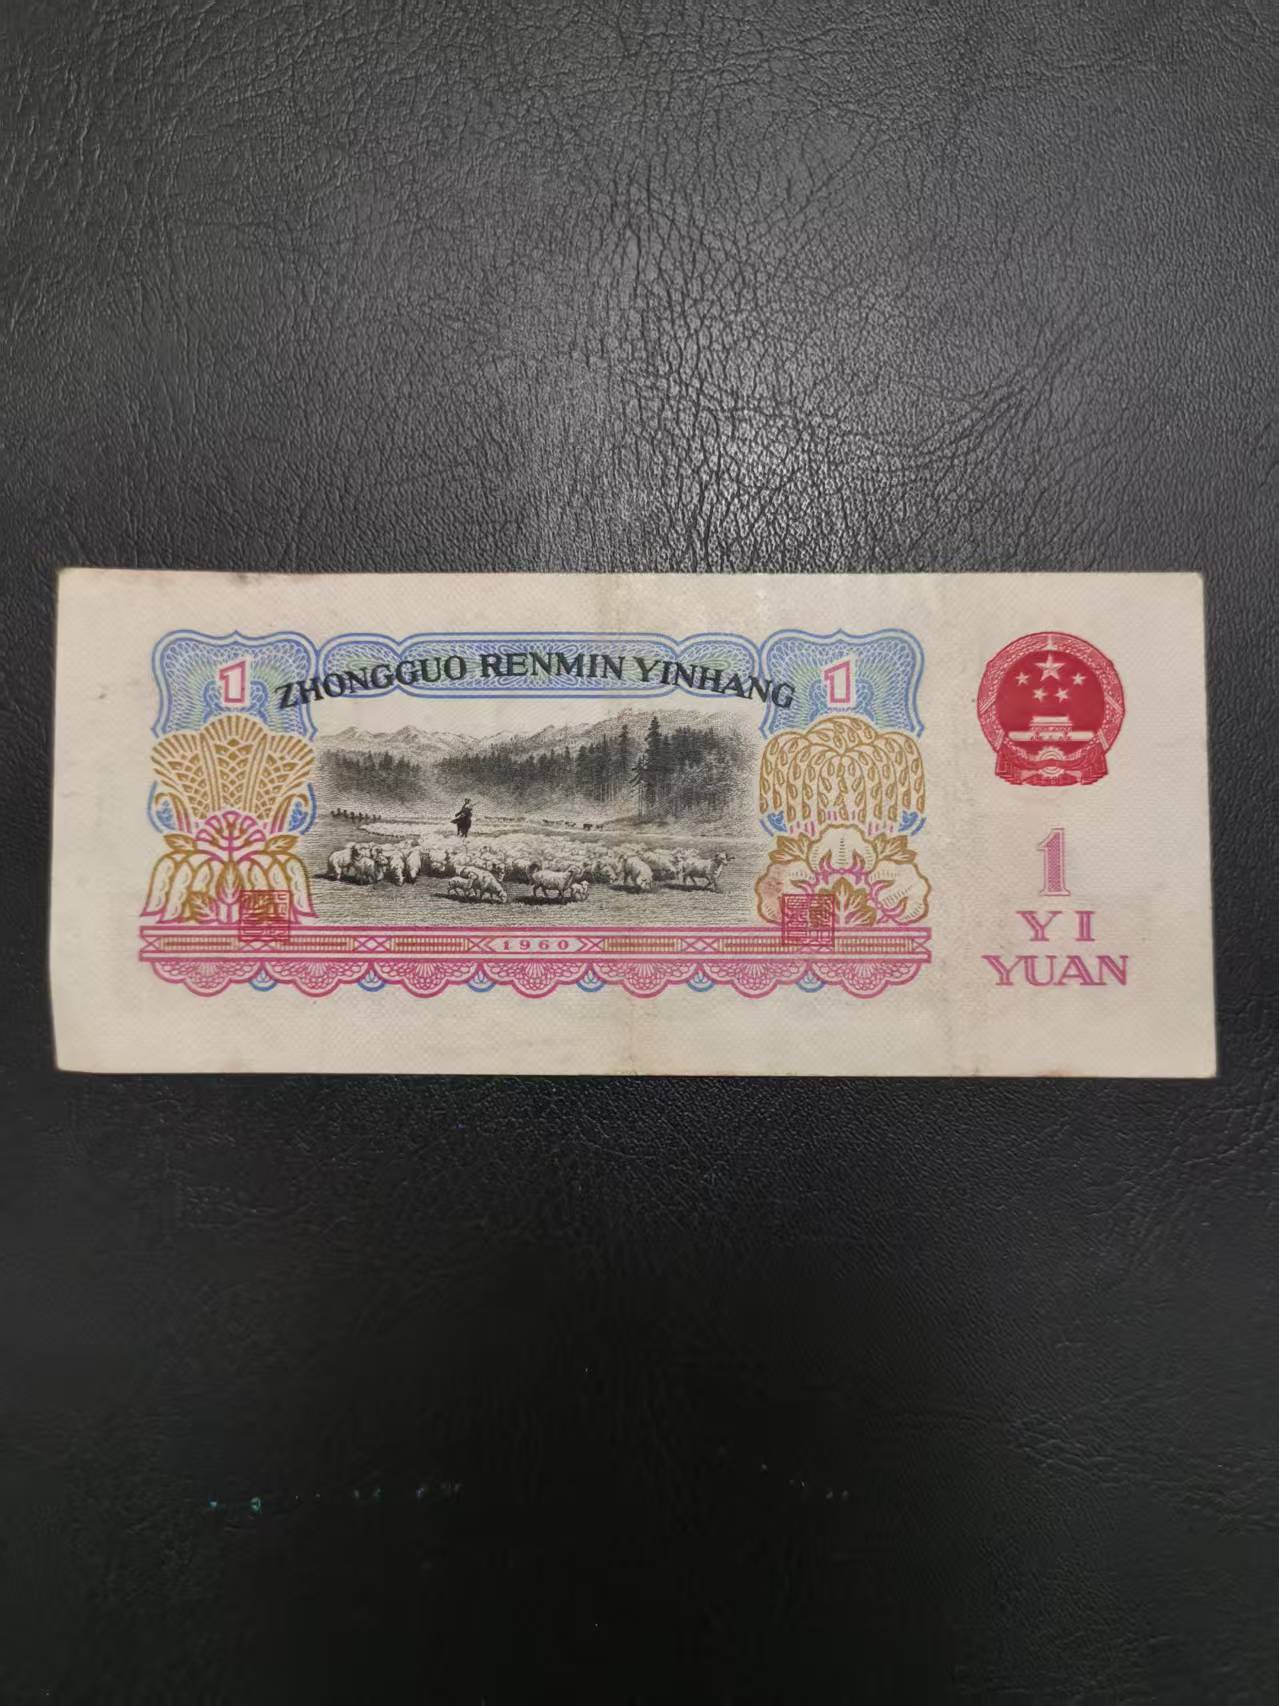 ZHONGGUO RENMIN YINHANG
1
1
1960
1
YI
YUAN